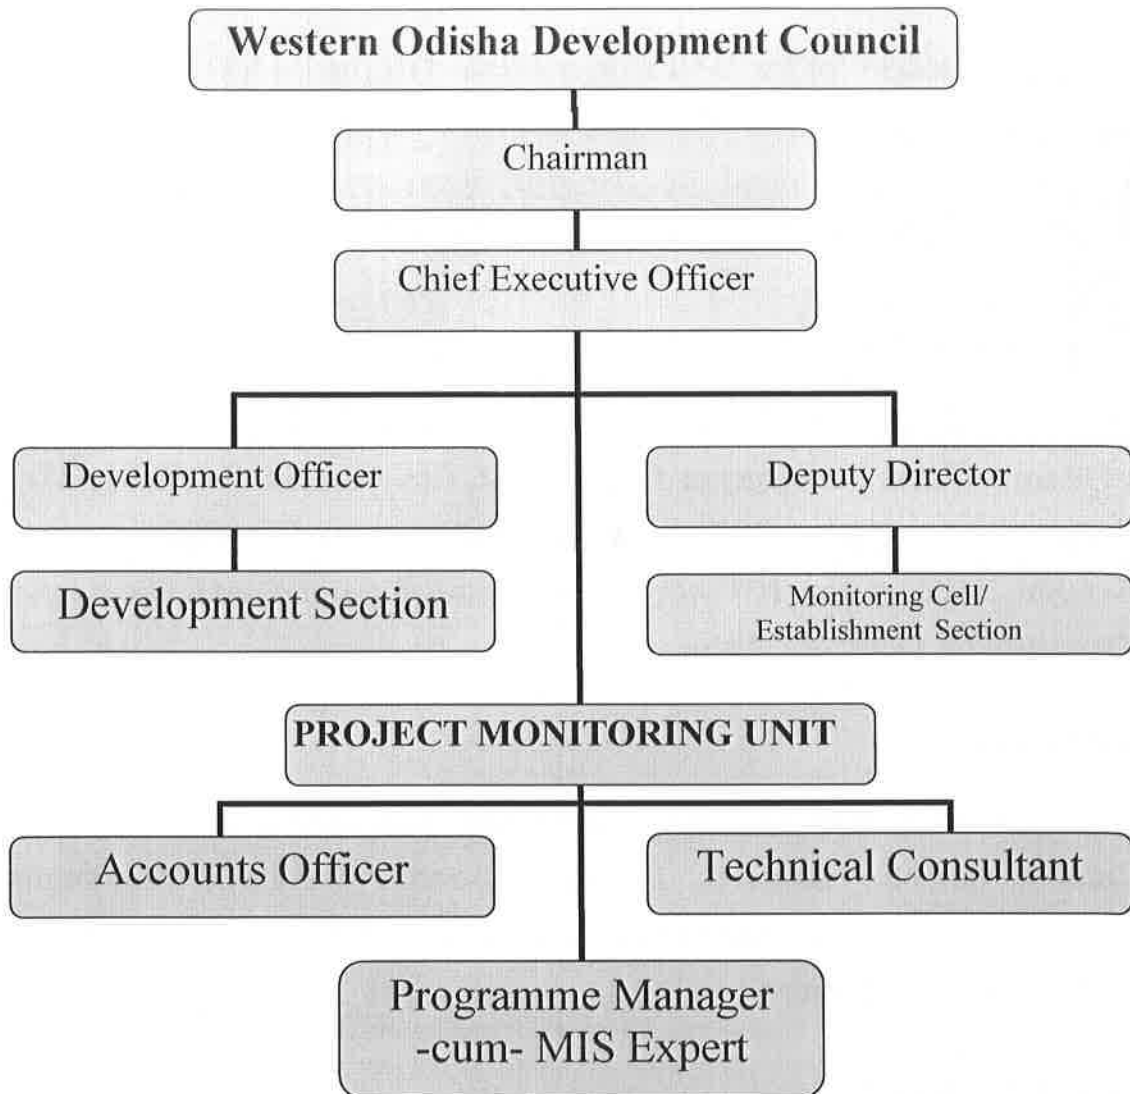 Western Odisha Development Council
Chairman
Chief Executive Officer
Development Officer
Deputy Director
Development Section
Monitoring Cell/
Establishment Section
PROJECT MONITORING UNIT
Accounts Officer
Technical Consultant
Programme Manager
-cum- MIS Expert